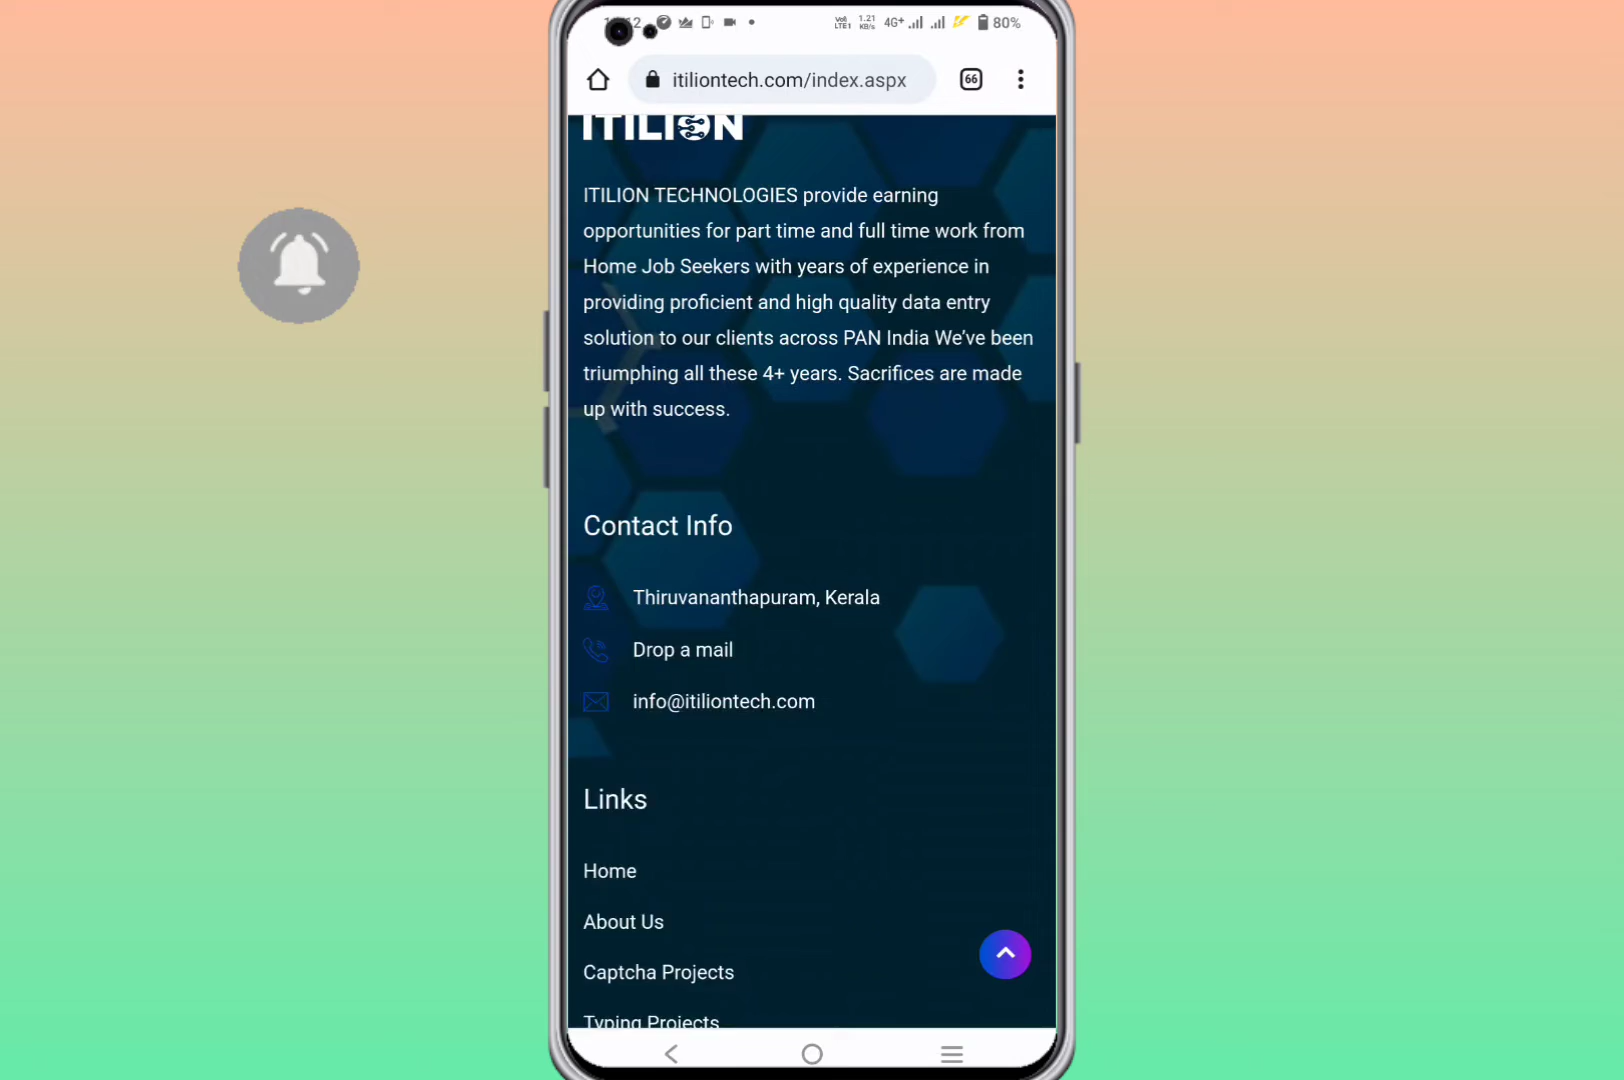 80%
itiliontech.com/index.aspx
66
ITILION
ITILION TECHNOLOGIES provide earning
opportunities for part time and full time work from
Home Job Seekers with years of experience in
providing proficient and high quality data entry
solution to our clients across PAN India We've been
triumphing all these 4+ years. Sacrifices are made
up with success.
Contact Info
Thiruvananthapuram, Kerala
Drop a mail
info@itiliontech.com
Links
Home
About Us
Captcha Projects
Typing Projects